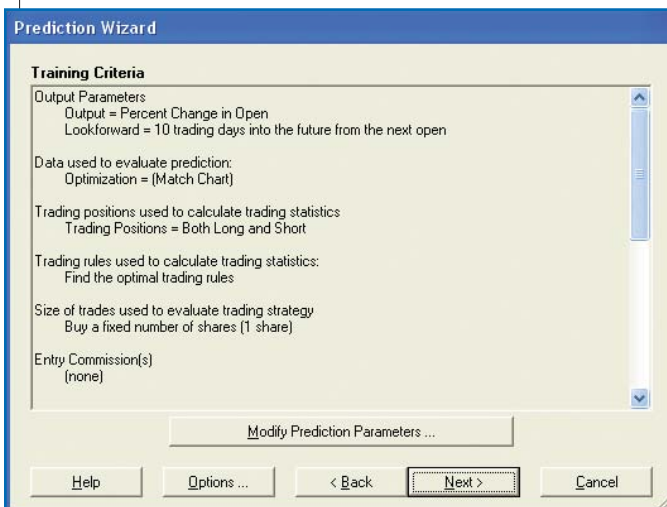 Prediction Wizard
Training Criteria
Output Parameters
Output = Percent Change in Open
Lookforward = 10 trading days into the future from the next open
Data used to evaluate prediction:
Optimization = (Match Chart)
Trading positions used to calculate trading statistics
Trading Positions = Both Long and Short
Trading rules used to calculate trading statistics:
Find the optimal trading rules
Size of trades used to evaluate trading strategy
Buy a fixed number of shares (1 share)
Entry Commission(s)
(none)
Modify Prediction Parameters ...
Help
Options ...
< Back
Next >
Cancel